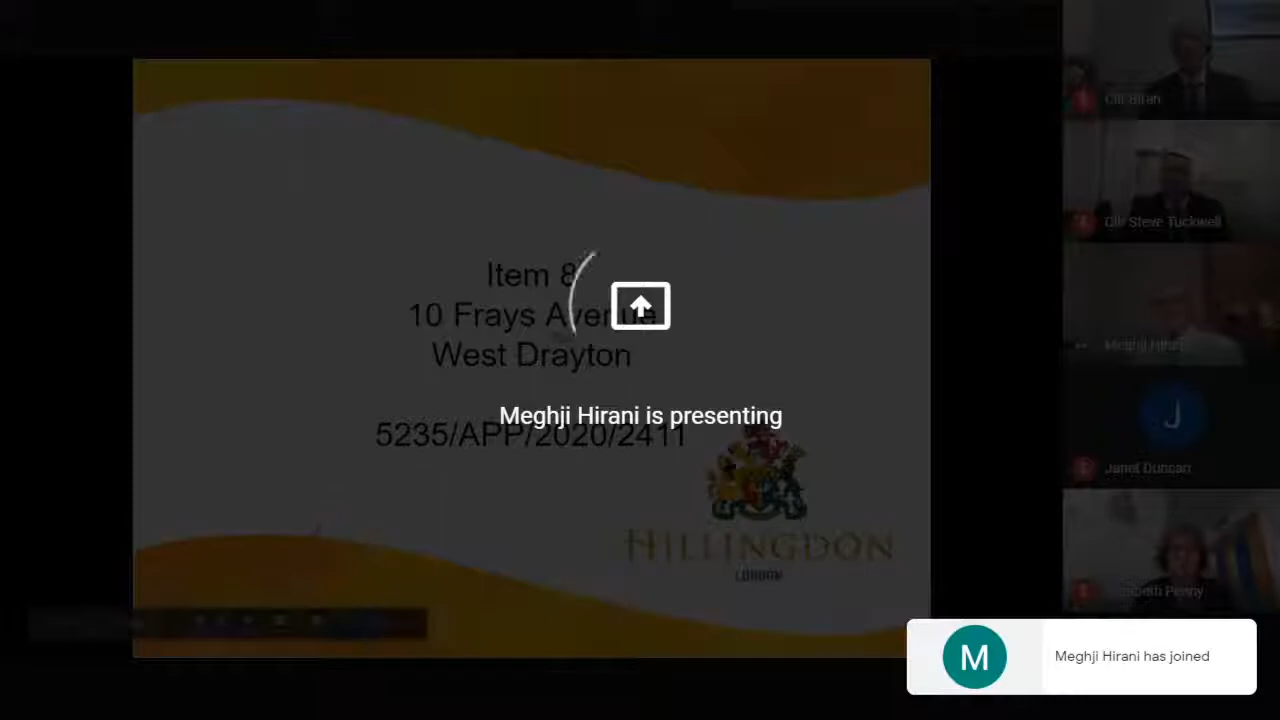 Item 8
10 Frays Avenue
West Drayton
5235/APP/2020/2411
HILLINGDON
LONDON
Meghji Hirani is presenting
Cllr Steve Tuckwell
Meghji Hirani
J
Janet Duncan
Penny
M
Meghji Hirani has joined